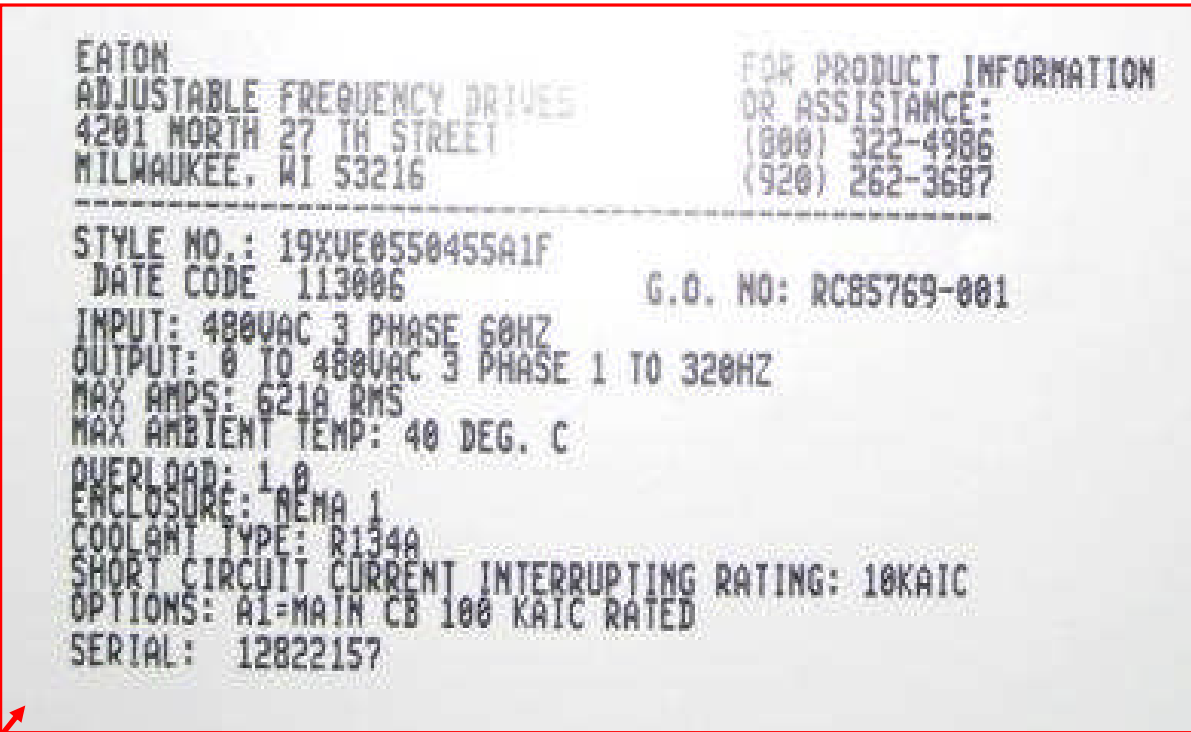 EATON
ADJUSTABLE FREQUENCY DRIVES
4201 NORTH 27 TH STREET
MILWAUKEE, WI 53216
FOR PRODUCT INFORMATION
OR ASSISTANCE:
(800) 322-4986
(920) 262-3687
STYLE NO.: 19XVE0550455A1F
DATE CODE 113006
G.O. NO: RC85769-001
INPUT: 480VAC 3 PHASE 60HZ
OUTPUT: 0 TO 480VAC 3 PHASE 1 TO 320HZ
MAX AMPS: 621A RMS
MAX AMBIENT TEMP: 40 DEG. C
OVERLOAD: 1.0
ENCLOSURE: NEMA 1
COOLANT TYPE: R134A
SHORT CIRCUIT CURRENT INTERRUPTING RATING: 10KAIC
OPTIONS: A1=MAIN CB 100 KAIC RATED
SERIAL: 12822157